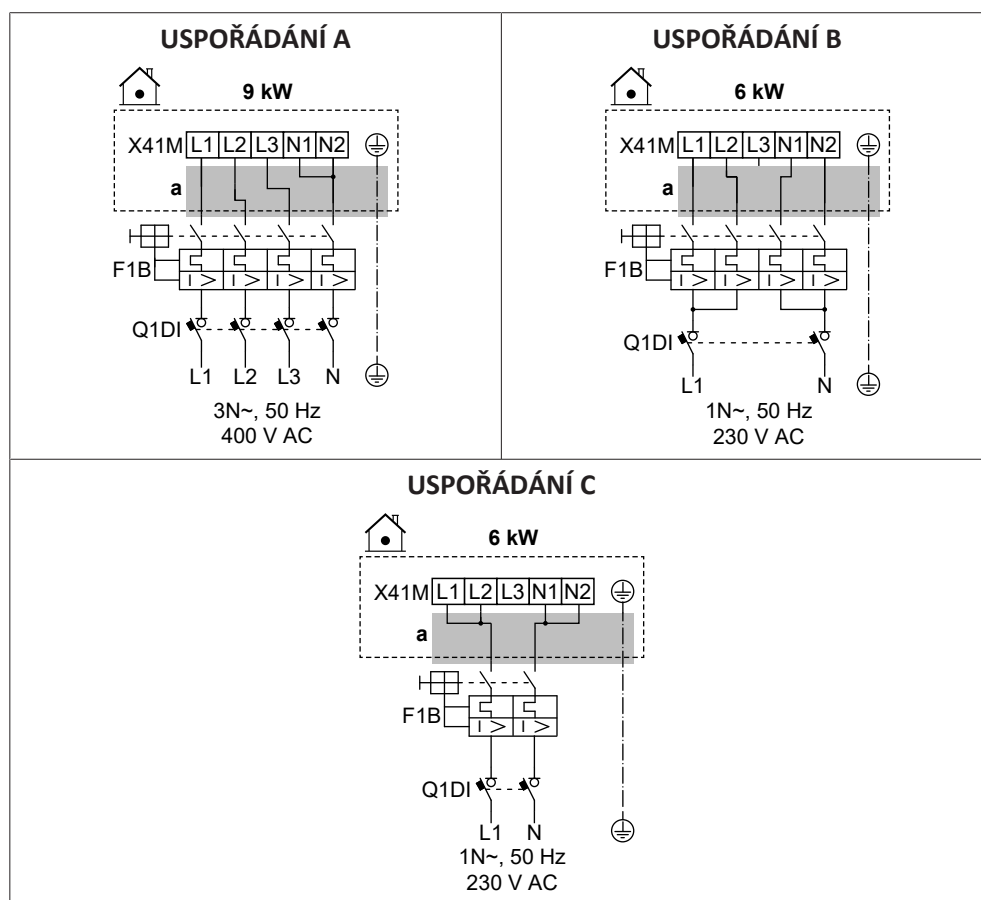 USPOŘÁDÁNÍ A
9 kW
X41M L1 L2 L3 N1 N2
a
F1B
I > I > I > I >
Q1DI
L1 L2 L3 N
3N~, 50 Hz
400 V AC
USPOŘÁDÁNÍ B
6 kW
X41M L1 L2 L3 N1 N2
a
F1B
I > I > I > I >
Q1DI
L1 N
1N~, 50 Hz
230 V AC
USPOŘÁDÁNÍ C
6 kW
X41M L1 L2 L3 N1 N2
a
F1B
I > I >
Q1DI
L1 N
1N~, 50 Hz
230 V AC